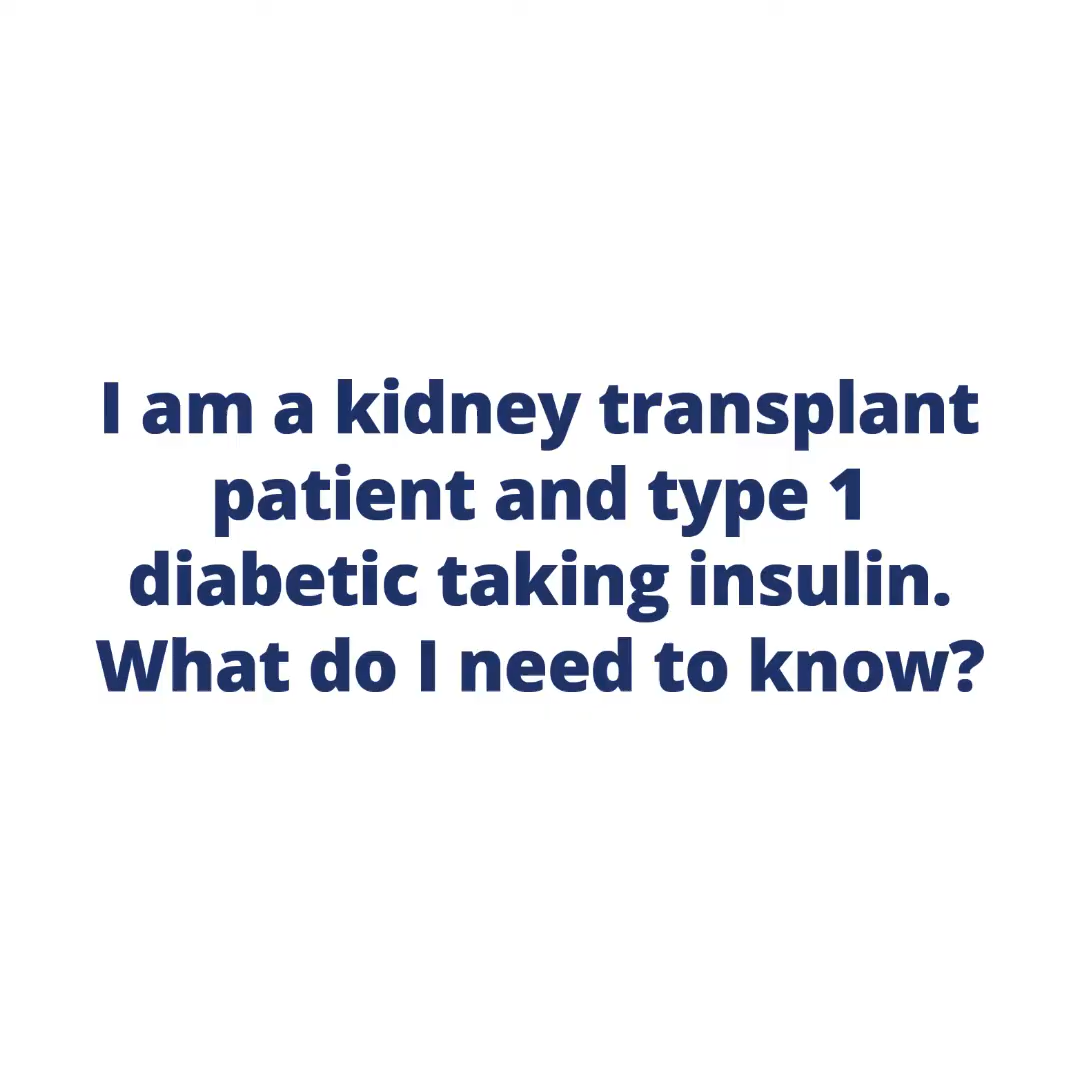 I am a kidney transplant
patient and type 1
diabetic taking insulin.
What do I need to know?